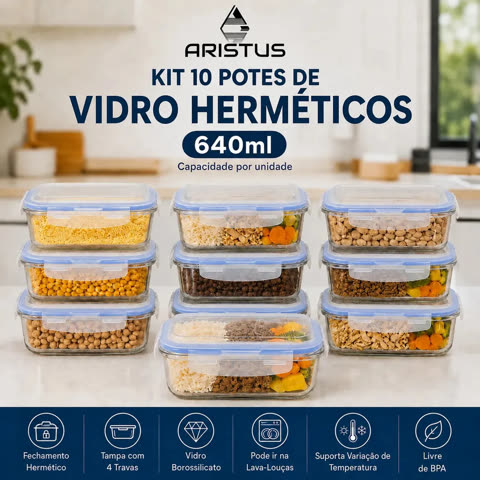 ARISTUS
KIT 10 POTES DE
VIDRO HERMÉTICOS
640ml
Capacidade por unidade
Fechamento
Hermético
Tampa com
4 Travas
Vidro
Borossilicato
Pode ir na
Lava-Louças
Suporta Variação de
Temperatura
Livre
de BPA